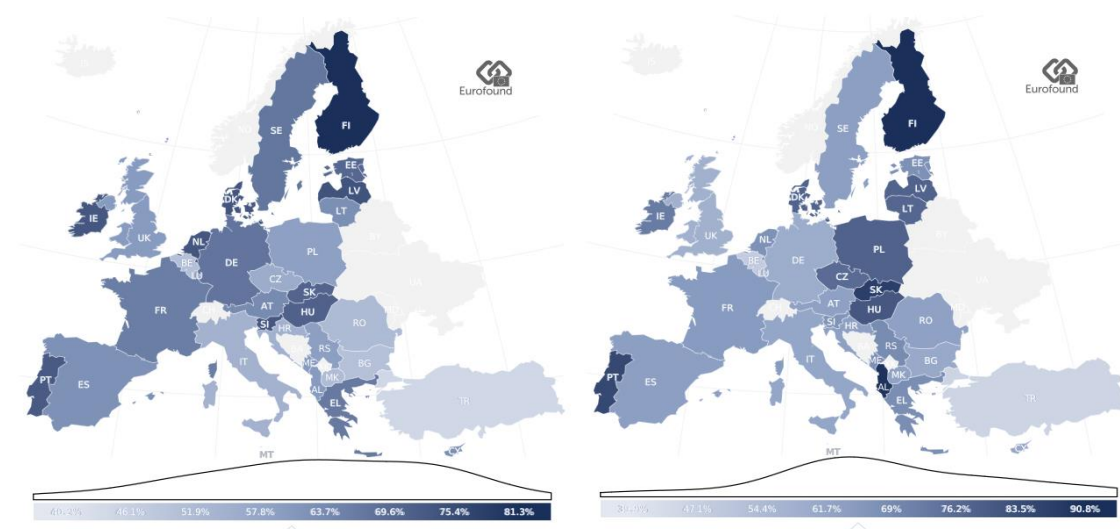 Eurofound
FI
SE
NO
EE
LV
DK
LT
IE
UK
NL
BE
DE
PL
LU
CZ
SK
FR
AT
HU
SI
HR
RO
RS
IT
ME
BG
MK
AL
PT
ES
EL
TR
MT
46.1% 51.9% 57.8% 63.7% 69.6% 75.4% 81.3%
Eurofound
FI
SE
EE
LV
DK
LT
IE
UK
NL
BE
DE
PL
LU
CZ
SK
FR
AT
HU
SI
HR
RO
RS
IT
ME
BG
MK
AL
PT
ES
EL
TR
MT
47.1% 54.4% 61.7% 69% 76.2% 83.5% 90.8%